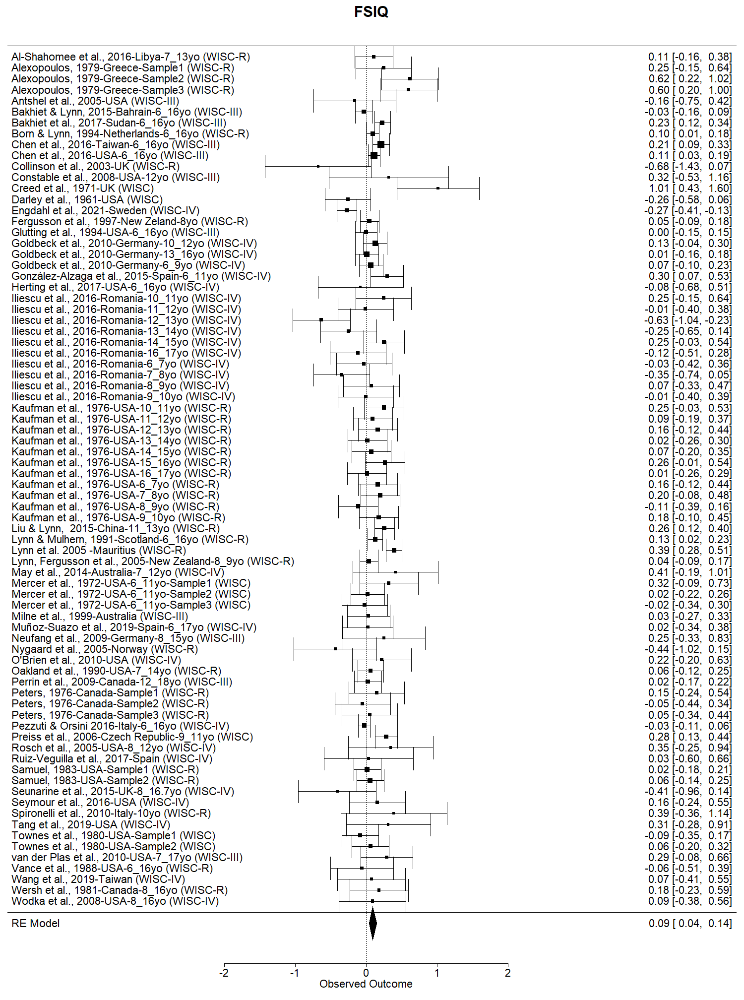 FSIQ
Al-Shahomee et al., 2016-Libya-7_13yo (WISC-R) 0.11 [-0.16, 0.38]
Alexopoulos, 1979-Greece-Sample1 (WISC-R) 0.25 [-0.15, 0.64]
Alexopoulos, 1979-Greece-Sample2 (WISC-R) 0.62 [ 0.22, 1.02]
Alexopoulos, 1979-Greece-Sample3 (WISC-R) 0.60 [ 0.20, 1.00]
Antshel et al., 2005-USA (WISC-III) -0.16 [-0.75, 0.42]
Bakhiet & Lynn, 2015-Bahrain-6_16yo (WISC-III) -0.03 [-0.16, 0.09]
Bakhiet et al., 2017-Sudan-6_16yo (WISC-III) 0.23 [ 0.12, 0.34]
Born & Lynn, 1994-Netherlands-6_16yo (WISC-R) 0.10 [ 0.01, 0.18]
Chen et al., 2016-Taiwan-6_16yo (WISC-III) 0.21 [ 0.09, 0.33]
Chen et al., 2016-USA-6_16yo (WISC-III) 0.11 [ 0.03, 0.19]
Collinson et al., 2003-UK (WISC-R) -0.68 [-1.43, 0.07]
Constable et al., 2008-USA-12yo (WISC-III) 0.32 [-0.53, 1.16]
Creed et al., 1971-UK (WISC) 1.01 [ 0.43, 1.60]
Darley et al., 1961-USA (WISC) -0.26 [-0.58, 0.06]
Engdahl et al., 2021-Sweden (WISC-IV) -0.27 [-0.41, -0.13]
Fergusson et al., 1997-New Zeland-8yo (WISC-R) 0.05 [-0.09, 0.18]
Glutting et al., 1994-USA-6_16yo (WISC-III) 0.00 [-0.15, 0.15]
Goldbeck et al., 2010-Germany-10_12yo (WISC-IV) 0.13 [-0.04, 0.30]
Goldbeck et al., 2010-Germany-13_16yo (WISC-IV) 0.01 [-0.16, 0.18]
Goldbeck et al., 2010-Germany-6_9yo (WISC-IV) 0.07 [-0.10, 0.23]
González-Alzaga et al., 2015-Spain-6_11yo (WISC-IV) 0.30 [ 0.07, 0.53]
Herting et al., 2017-USA-6_16yo (WISC-IV) -0.08 [-0.68, 0.51]
Iliescu et al., 2016-Romania-10_11yo (WISC-IV) 0.25 [-0.15, 0.64]
Iliescu et al., 2016-Romania-11_12yo (WISC-IV) -0.01 [-0.40, 0.38]
Iliescu et al., 2016-Romania-12_13yo (WISC-IV) -0.63 [-1.04, -0.23]
Iliescu et al., 2016-Romania-13_14yo (WISC-IV) -0.25 [-0.65, 0.14]
Iliescu et al., 2016-Romania-14_15yo (WISC-IV) 0.25 [-0.03, 0.54]
Iliescu et al., 2016-Romania-16_17yo (WISC-IV) -0.12 [-0.51, 0.28]
Iliescu et al., 2016-Romania-6_7yo (WISC-IV) -0.03 [-0.42, 0.36]
Iliescu et al., 2016-Romania-7_8yo (WISC-IV) -0.35 [-0.74, 0.05]
Iliescu et al., 2016-Romania-8_9yo (WISC-IV) 0.07 [-0.33, 0.47]
Iliescu et al., 2016-Romania-9_10yo (WISC-IV) -0.01 [-0.40, 0.39]
Kaufman et al., 1976-USA-10_11yo (WISC-R) 0.25 [-0.03, 0.53]
Kaufman et al., 1976-USA-11_12yo (WISC-R) 0.09 [-0.19, 0.37]
Kaufman et al., 1976-USA-12_13yo (WISC-R) 0.16 [-0.12, 0.44]
Kaufman et al., 1976-USA-13_14yo (WISC-R) 0.02 [-0.26, 0.30]
Kaufman et al., 1976-USA-14_15yo (WISC-R) 0.07 [-0.20, 0.35]
Kaufman et al., 1976-USA-15_16yo (WISC-R) 0.26 [-0.01, 0.54]
Kaufman et al., 1976-USA-16_17yo (WISC-R) 0.01 [-0.26, 0.29]
Kaufman et al., 1976-USA-6_7yo (WISC-R) 0.16 [-0.12, 0.44]
Kaufman et al., 1976-USA-7_8yo (WISC-R) 0.20 [-0.08, 0.48]
Kaufman et al., 1976-USA-8_9yo (WISC-R) -0.11 [-0.39, 0.16]
Kaufman et al., 1976-USA-9_10yo (WISC-R) 0.18 [-0.10, 0.45]
Liu & Lynn, 2015-China-11_13yo (WISC-R) 0.26 [ 0.12, 0.40]
Lynn & Mulhern, 1991-Scotland-6_16yo (WISC-R) 0.13 [ 0.02, 0.23]
Lynn et al. 2005 -Mauritius (WISC-R) 0.39 [ 0.28, 0.51]
Lynn, Fergusson et al., 2005-New Zealand-8_9yo (WISC-R) 0.04 [-0.09, 0.17]
May et al., 2014-Australia-7_12yo (WISC-IV) 0.41 [-0.19, 1.01]
Mercer et al., 1972-USA-6_11yo-Sample1 (WISC) 0.32 [-0.09, 0.73]
Mercer et al., 1972-USA-6_11yo-Sample2 (WISC) 0.02 [-0.22, 0.26]
Mercer et al., 1972-USA-6_11yo-Sample3 (WISC) -0.02 [-0.34, 0.30]
Milne et al., 1999-Australia (WISC-III) 0.03 [-0.27, 0.33]
Muñoz-Suazo et al., 2019-Spain-6_17yo (WISC-IV) 0.02 [-0.34, 0.38]
Neufang et al., 2009-Germany-8_15yo (WISC-III) 0.25 [-0.33, 0.83]
Nygaard et al., 2005-Norway (WISC-R) -0.44 [-1.02, 0.15]
O'Brien et al., 2010-USA (WISC-IV) 0.22 [-0.20, 0.63]
Oakland et al., 1990-USA-7_14yo (WISC-R) 0.06 [-0.12, 0.25]
Perrin et al., 2009-Canada-12_18yo (WISC-III) 0.02 [-0.17, 0.22]
Peters, 1976-Canada-Sample1 (WISC-R) 0.15 [-0.24, 0.54]
Peters, 1976-Canada-Sample2 (WISC-R) -0.05 [-0.44, 0.34]
Peters, 1976-Canada-Sample3 (WISC-R) 0.05 [-0.34, 0.44]
Pezzuti & Orsini 2016-Italy-6_16yo (WISC-IV) -0.03 [-0.11, 0.06]
Preiss et al., 2006-Czech Republic-9_11yo (WISC) 0.28 [ 0.13, 0.44]
Rosch et al., 2005-USA-8_12yo (WISC-IV) 0.35 [-0.25, 0.94]
Ruiz-Veguilla et al., 2017-Spain (WISC-IV) 0.03 [-0.60, 0.66]
Samuel, 1983-USA-Sample1 (WISC-R) 0.02 [-0.18, 0.21]
Samuel, 1983-USA-Sample2 (WISC-R) 0.06 [-0.14, 0.25]
Seunarine et al., 2015-UK-8_16.7yo (WISC-IV) -0.41 [-0.96, 0.14]
Seymour et al., 2016-USA (WISC-IV) 0.16 [-0.24, 0.55]
Spironelli et al., 2010-Italy-10yo (WISC-R) 0.39 [-0.36, 1.14]
Tang et al., 2019-USA (WISC-IV) 0.31 [-0.28, 0.91]
Townes et al., 1980-USA-Sample1 (WISC) -0.09 [-0.35, 0.17]
Townes et al., 1980-USA-Sample2 (WISC) 0.06 [-0.20, 0.32]
van der Plas et al., 2010-USA-7_17yo (WISC-III) 0.29 [-0.08, 0.66]
Vance et al., 1988-USA-6_16yo (WISC-R) -0.06 [-0.51, 0.39]
Wang et al., 2019-Taiwan (WISC-IV) 0.07 [-0.41, 0.55]
Wersh et al., 1981-Canada-8_16yo (WISC-R) 0.18 [-0.23, 0.59]
Wodka et al., 2008-USA-8_16yo (WISC-IV) 0.09 [-0.38, 0.56]
RE Model 0.09 [ 0.04, 0.14]
-2 -1 0 1 2
Observed Outcome